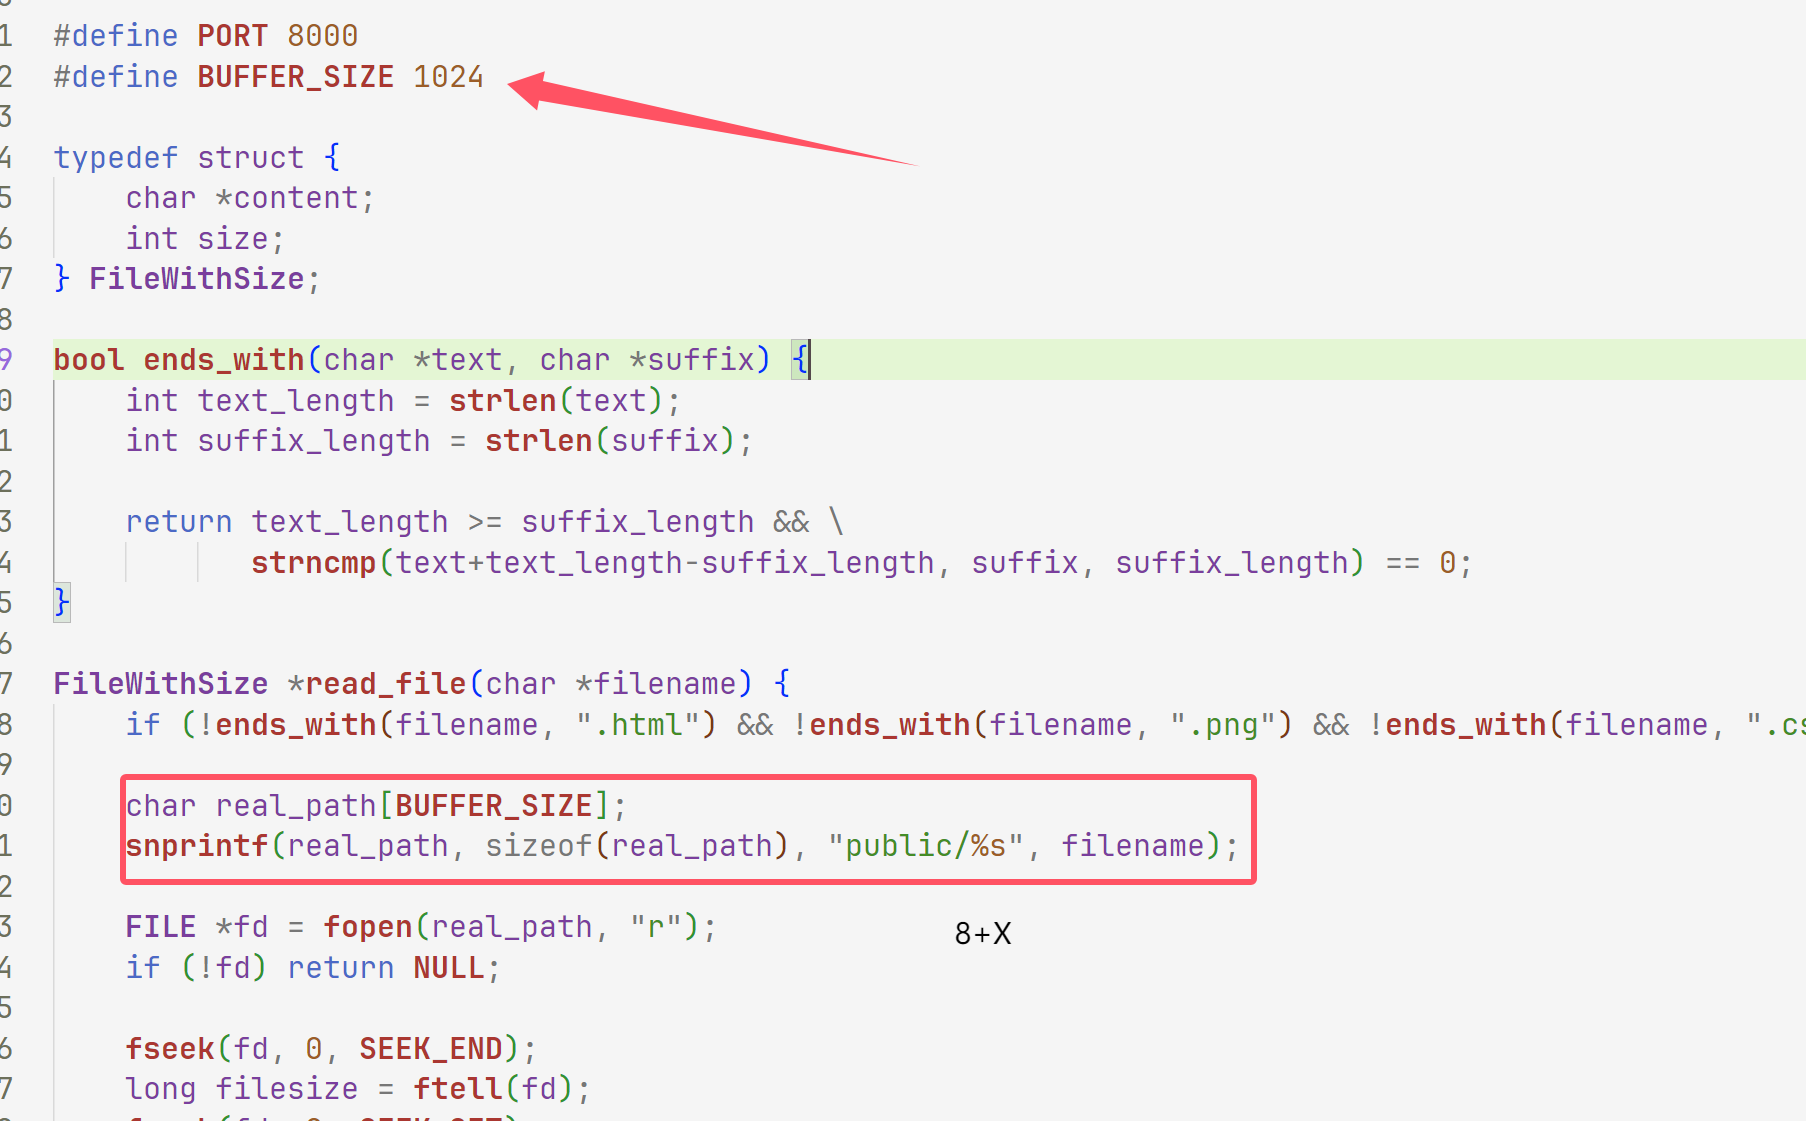 1 #define PORT 8000
2 #define BUFFER_SIZE 1024
3
4 typedef struct {
5 char *content;
6 int size;
7 } FileWithSize;
8
9 bool ends_with(char *text, char *suffix) {
0 int text_length = strlen(text);
1 int suffix_length = strlen(suffix);
2
3 return text_length >= suffix_length && \
4 strncmp(text+text_length-suffix_length, suffix, suffix_length) == 0;
5 }
6
7 FileWithSize *read_file(char *filename) {
8 if (!ends_with(filename, ".html") && !ends_with(filename, ".png") && !ends_with(filename, ".cs
9
0 char real_path[BUFFER_SIZE];
1 snprintf(real_path, sizeof(real_path), "public/%s", filename);
2
3 FILE *fd = fopen(real_path, "r");
8+X
4 if (!fd) return NULL;
5
6 fseek(fd, 0, SEEK_END);
7 long filesize = ftell(fd);